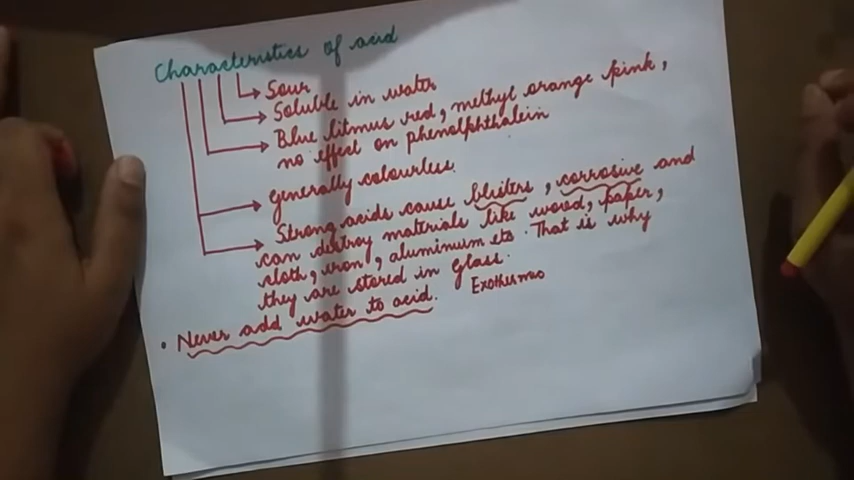 Characteristics of acid
Sour
Soluble in water
Blue litmus red, methyl orange pink,
no effect on phenolphthalein
Generally colourless.
Strong acids cause blisters, corrosive and
can destroy materials like wood, paper,
cloth, iron, aluminum etc. That is why
they are stored in glass.
• Never add water to acid. Exothermo